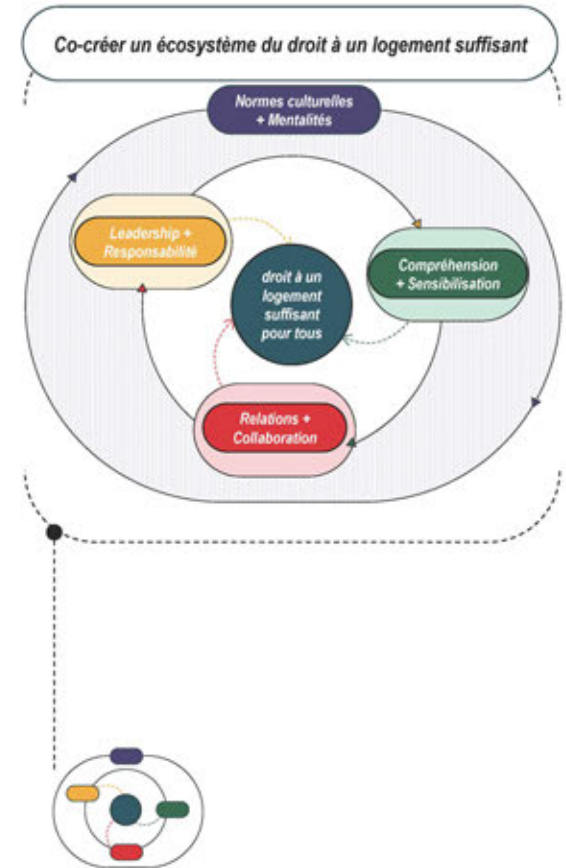 Co-créer un écosystème du droit à un logement suffisant
Normes culturelles
+ Mentalités
Leadership +
Responsabilité
Compréhension
+ Sensibilisation
droit à un
logement
suffisant
pour tous
Relations +
Collaboration